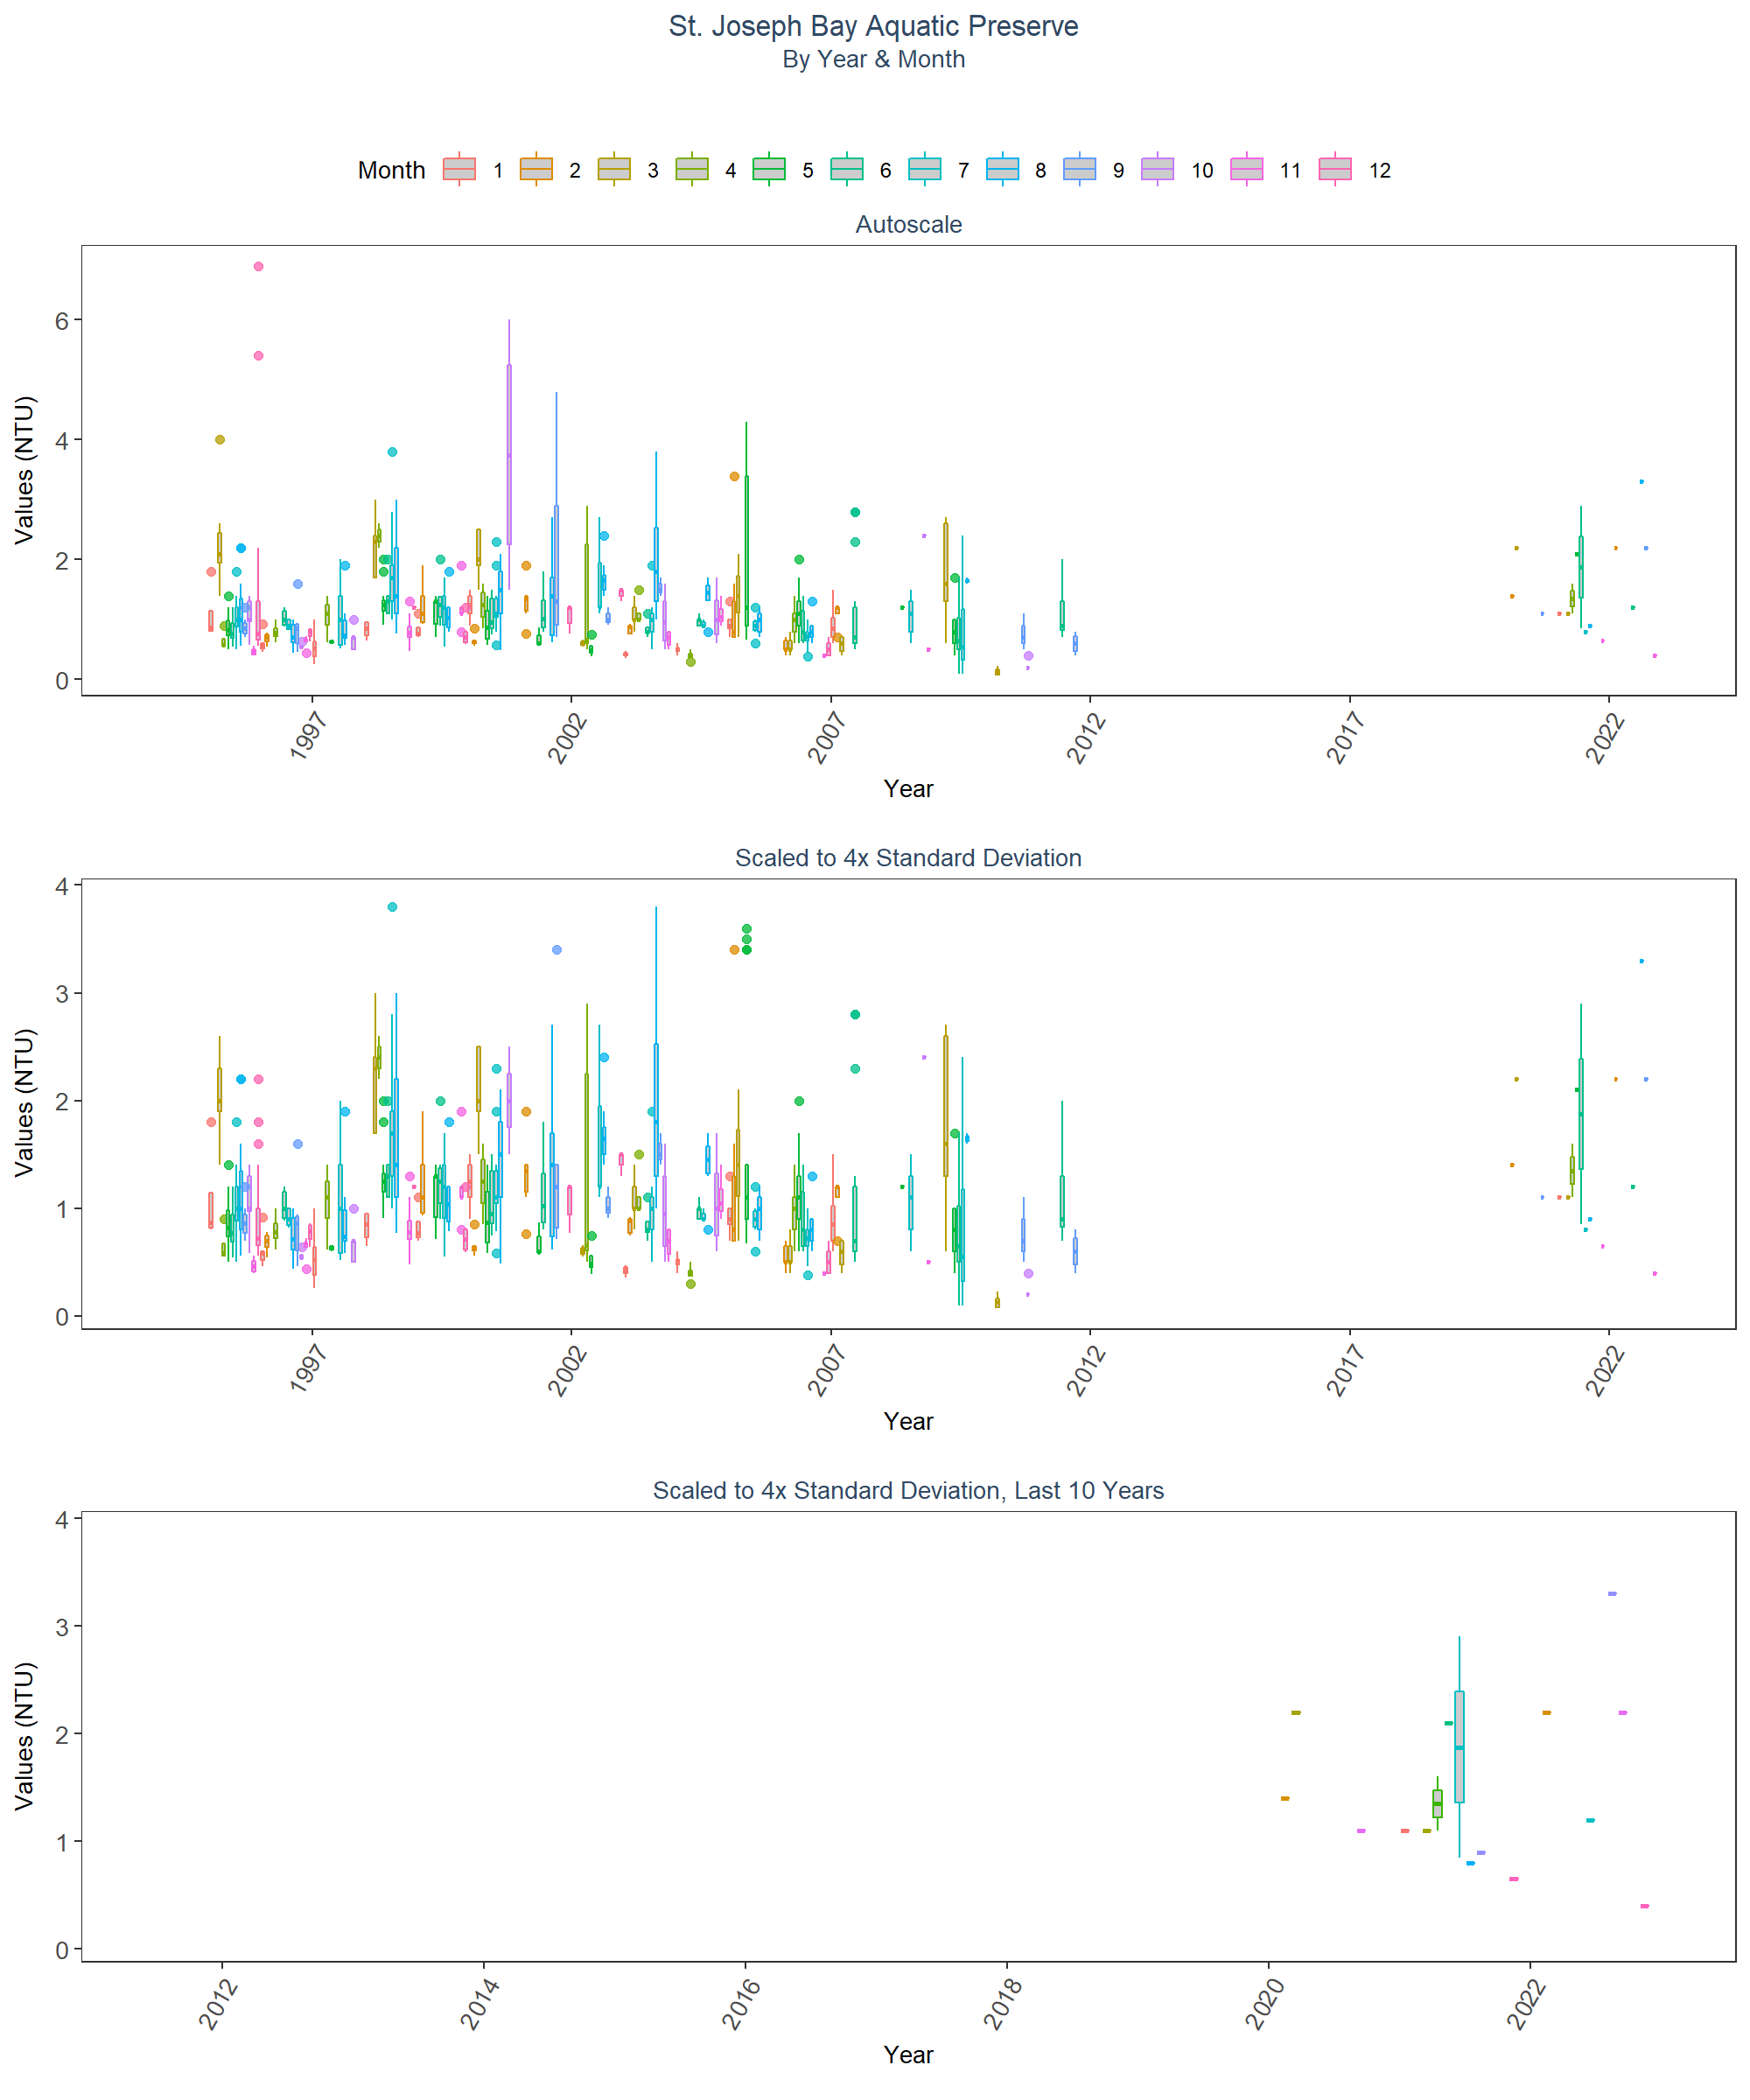 St. Joseph Bay Aquatic Preserve
By Year & Month
Month 1 2 3 4 5 6 7 8 9 10 11 12
Autoscale
Values (NTU)
6
4
2
0
1997 2002 2007 2012 2017 2022
Year
Scaled to 4x Standard Deviation
Values (NTU)
4
3
2
1
0
1997 2002 2007 2012 2017 2022
Year
Scaled to 4x Standard Deviation, Last 10 Years
Values (NTU)
4
3
2
1
0
2012 2014 2016 2018 2020 2022
Year